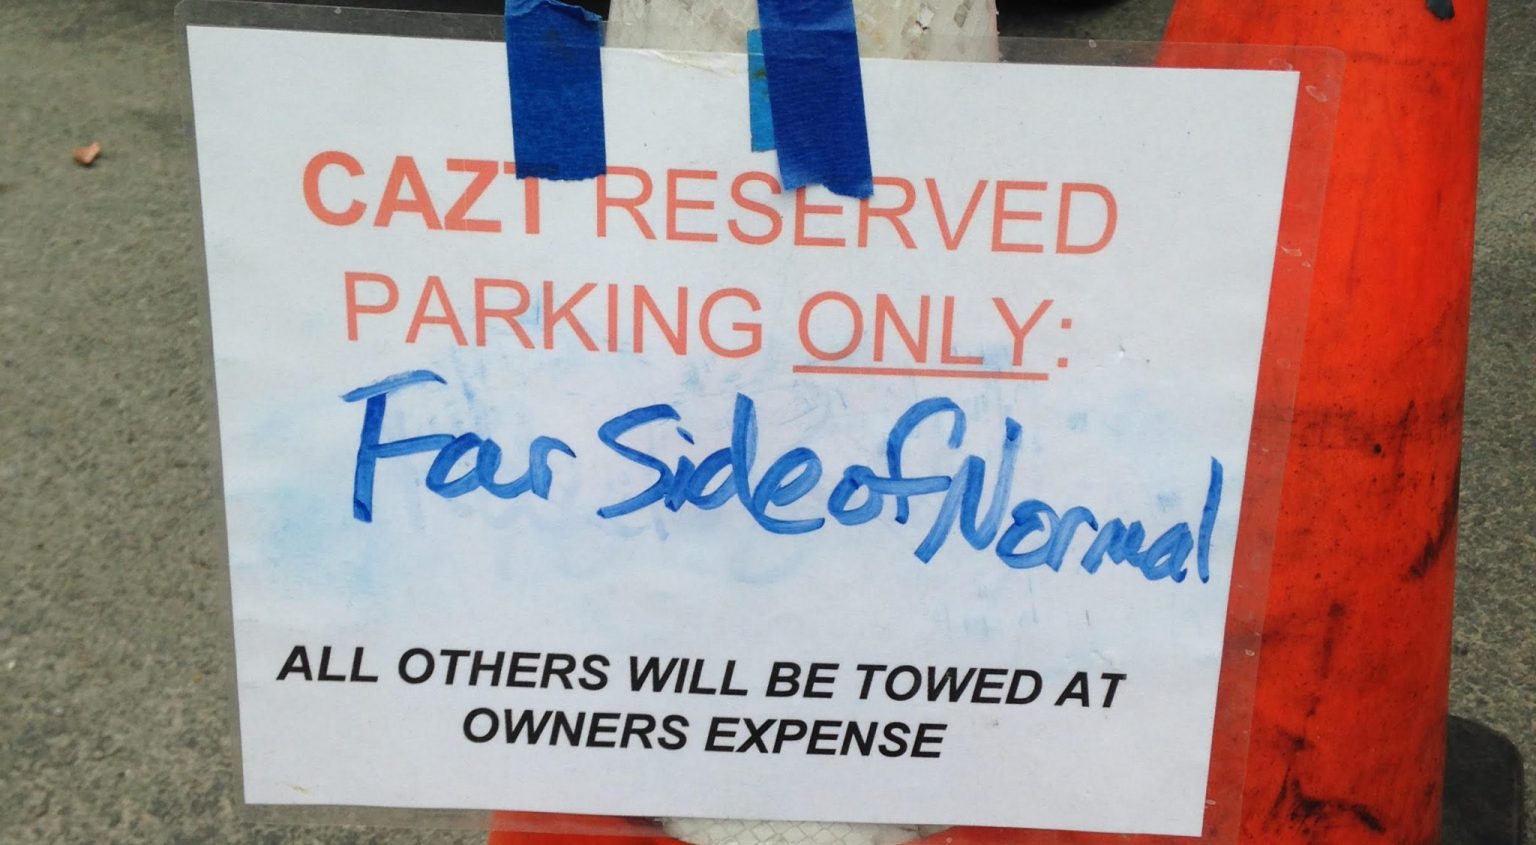 CAZT RESERVED
PARKING ONLY:
Far Side of Normal
ALL OTHERS WILL BE TOWED AT
OWNERS EXPENSE